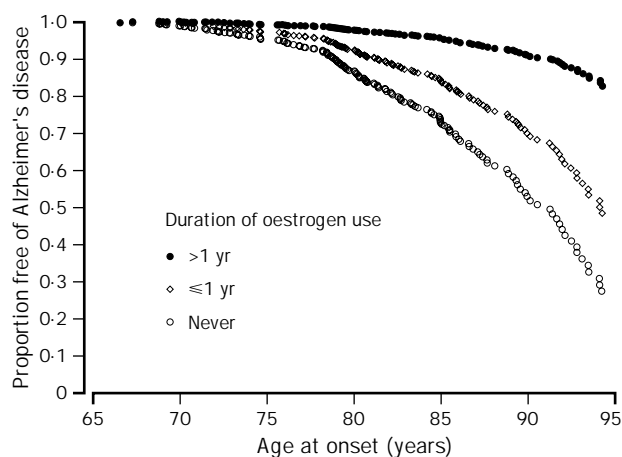 Proportion free of Alzheimer's disease
1·0
0·9
0·8
0·7
0·6
0·5
0·4
0·3
0·2
0·1
0
Duration of oestrogen use
>1 yr
⩽1 yr
Never
65 70 75 80 85 90 95
Age at onset (years)